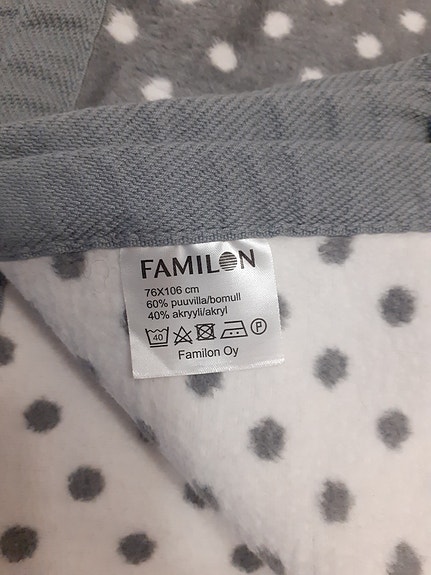 FAMILON
76X106 cm
60% puuvilla/bomull
40% akryyli/akryl
40 P
Familon Oy